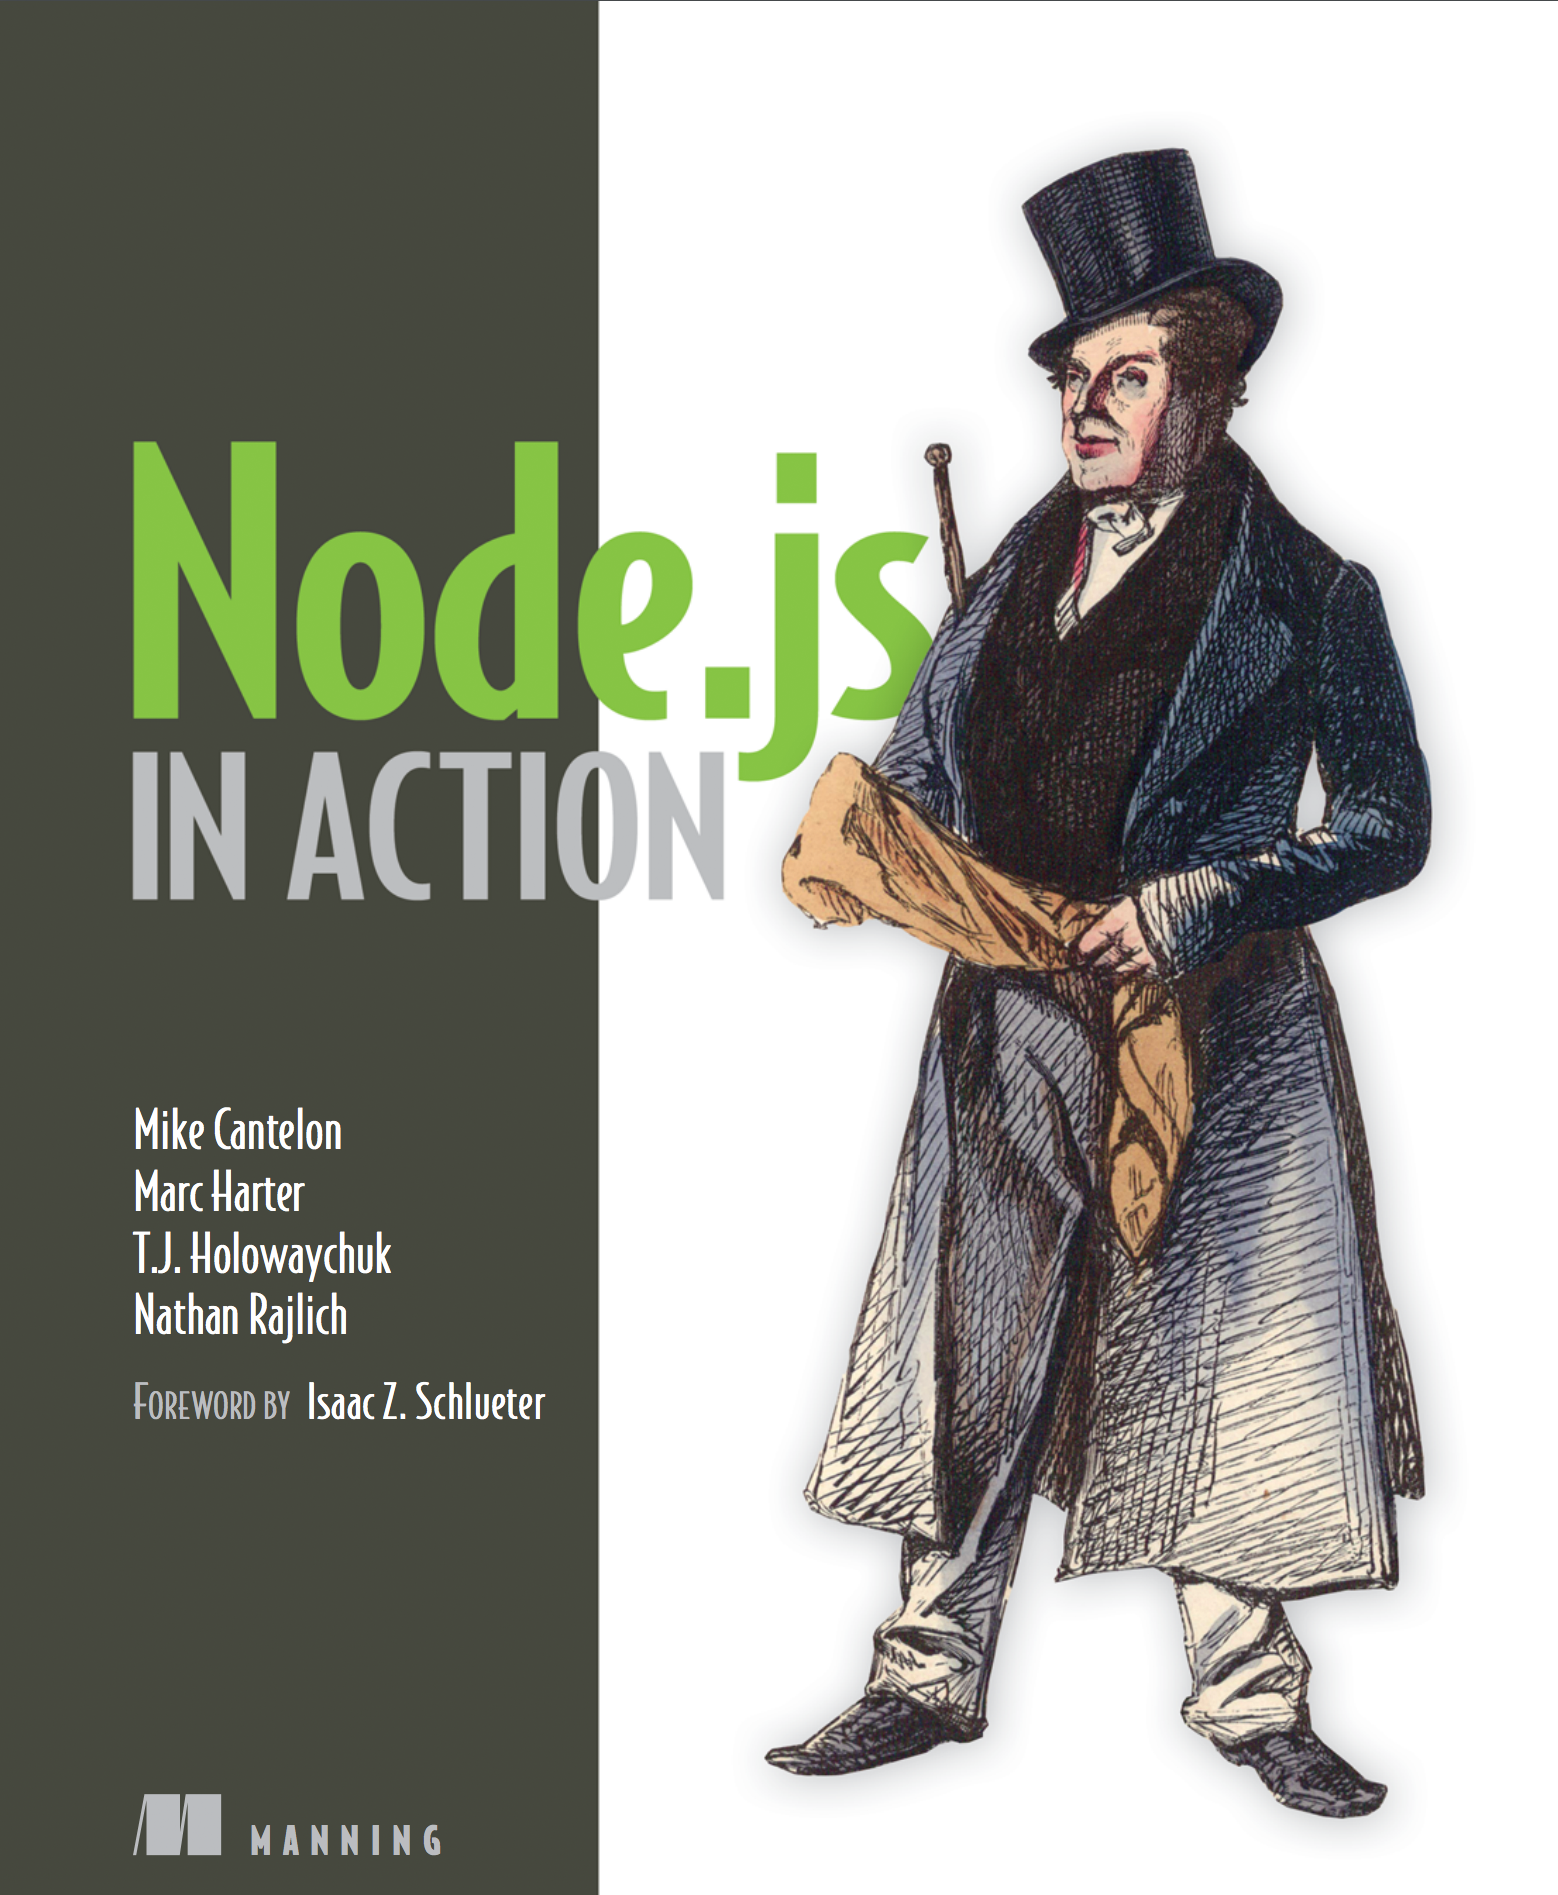 Node.js
IN ACTION
Mike Cantelon
Marc Harter
T.J. Holowaychuk
Nathan Rajlich
FOREWORD BY Isaac Z. Schlueter
MANNING